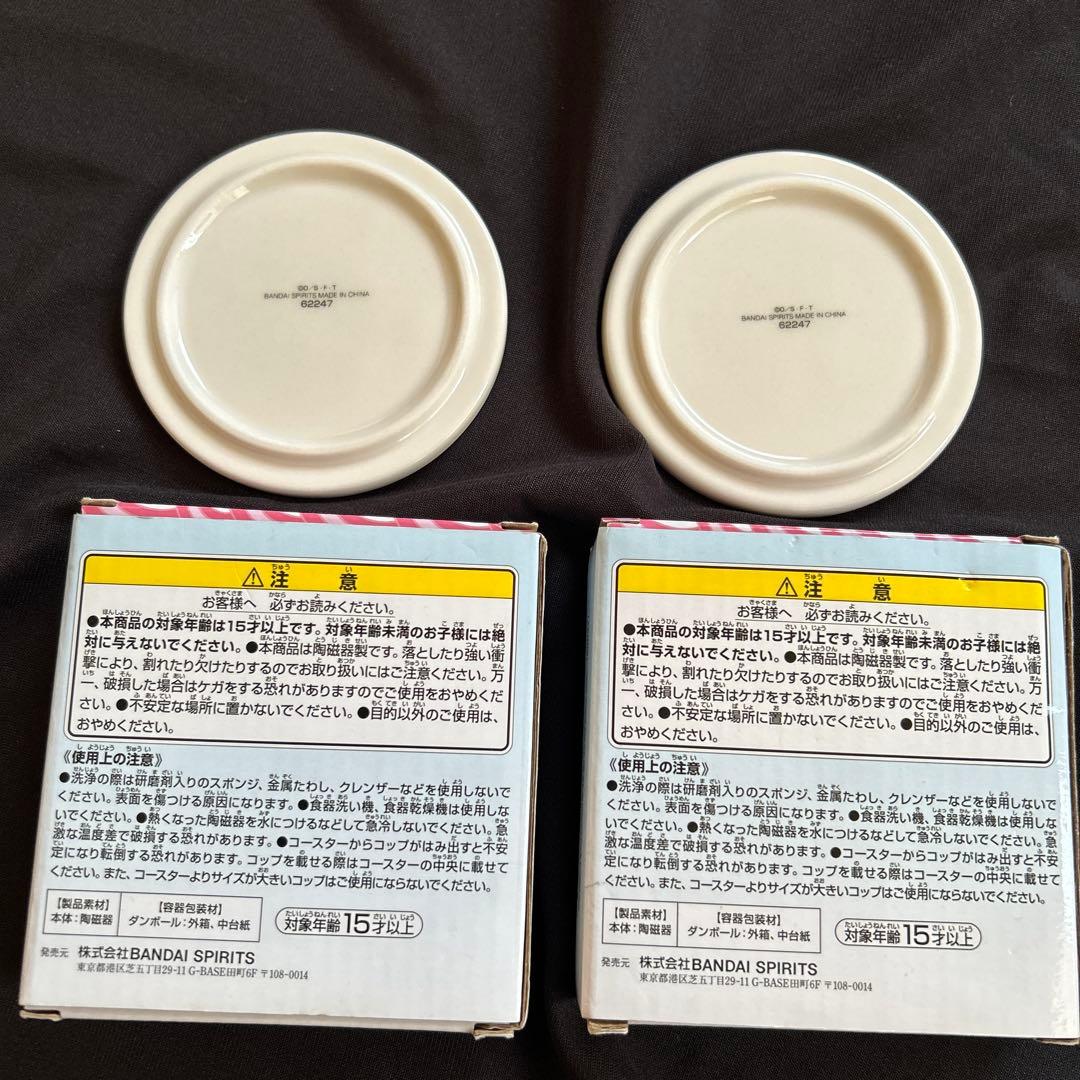 ©O/S・F・T
BANDAI SPIRITS MADE IN CHINA
62247
©O/S・F・T
BANDAI SPIRITS MADE IN CHINA
62247
⚠注意
お客様へ 必ずお読みください。
●本商品の対象年齢は15才以上です。対象年齢未満のお子様には絶
対に与えないでください。●本商品は陶磁器製です。落としたり強い衝
撃により、割れたり欠けたりするのでお取り扱いにはご注意ください。万
一、破損した場合はケガをする恐れがありますのでご使用をおやめくだ
さい。●不安定な場所に置かないでください。●目的以外のご使用は、
おやめください。
《使用上の注意》
●洗浄の際は研磨剤入りのスポンジ、金属たわし、クレンザーなどを使用しないで
ください。表面を傷つける原因になります。●食器洗い機、食器乾燥機は使用しな
いでください。●熱くなった陶磁器を水につけるなどして急冷しないでください。急
激な温度差で破損する恐れがあります。●コースターからコップがはみ出すと不安
定になり転倒する恐れがあります。コップを載せる際はコースターの中央に載せて
ください。また、コースターよりサイズが大きいコップはご使用にならないでください。
【製品素材】
本体:陶磁器
【容器包装材】
ダンボール:外箱、中台紙
対象年齢15才以上
発売元 株式会社BANDAI SPIRITS
東京都港区芝五丁目29-11 G-BASE田町6F 〒108-0014
⚠注意
お客様へ 必ずお読みください。
●本商品の対象年齢は15才以上です。対象年齢未満のお子様には絶
対に与えないでください。●本商品は陶磁器製です。落としたり強い衝
撃により、割れたり欠けたりするのでお取り扱いにはご注意ください。万
一、破損した場合はケガをする恐れがありますのでご使用をおやめくだ
さい。●不安定な場所に置かないでください。●目的以外のご使用は、
おやめください。
《使用上の注意》
●洗浄の際は研磨剤入りのスポンジ、金属たわし、クレンザーなどを使用しないで
ください。表面を傷つける原因になります。●食器洗い機、食器乾燥機は使用しな
いでください。●熱くなった陶磁器を水につけるなどして急冷しないでください。急
激な温度差で破損する恐れがあります。●コースターからコップがはみ出すと不安
定になり転倒する恐れがあります。コップを載せる際はコースターの中央に載せて
ください。また、コースターよりサイズが大きいコップはご使用にならないでください。
【製品素材】
本体:陶磁器
【容器包装材】
ダンボール:外箱、中台紙
対象年齢15才以上
発売元 株式会社BANDAI SPIRITS
東京都港区芝五丁目29-11 G-BASE田町6F 〒108-0014